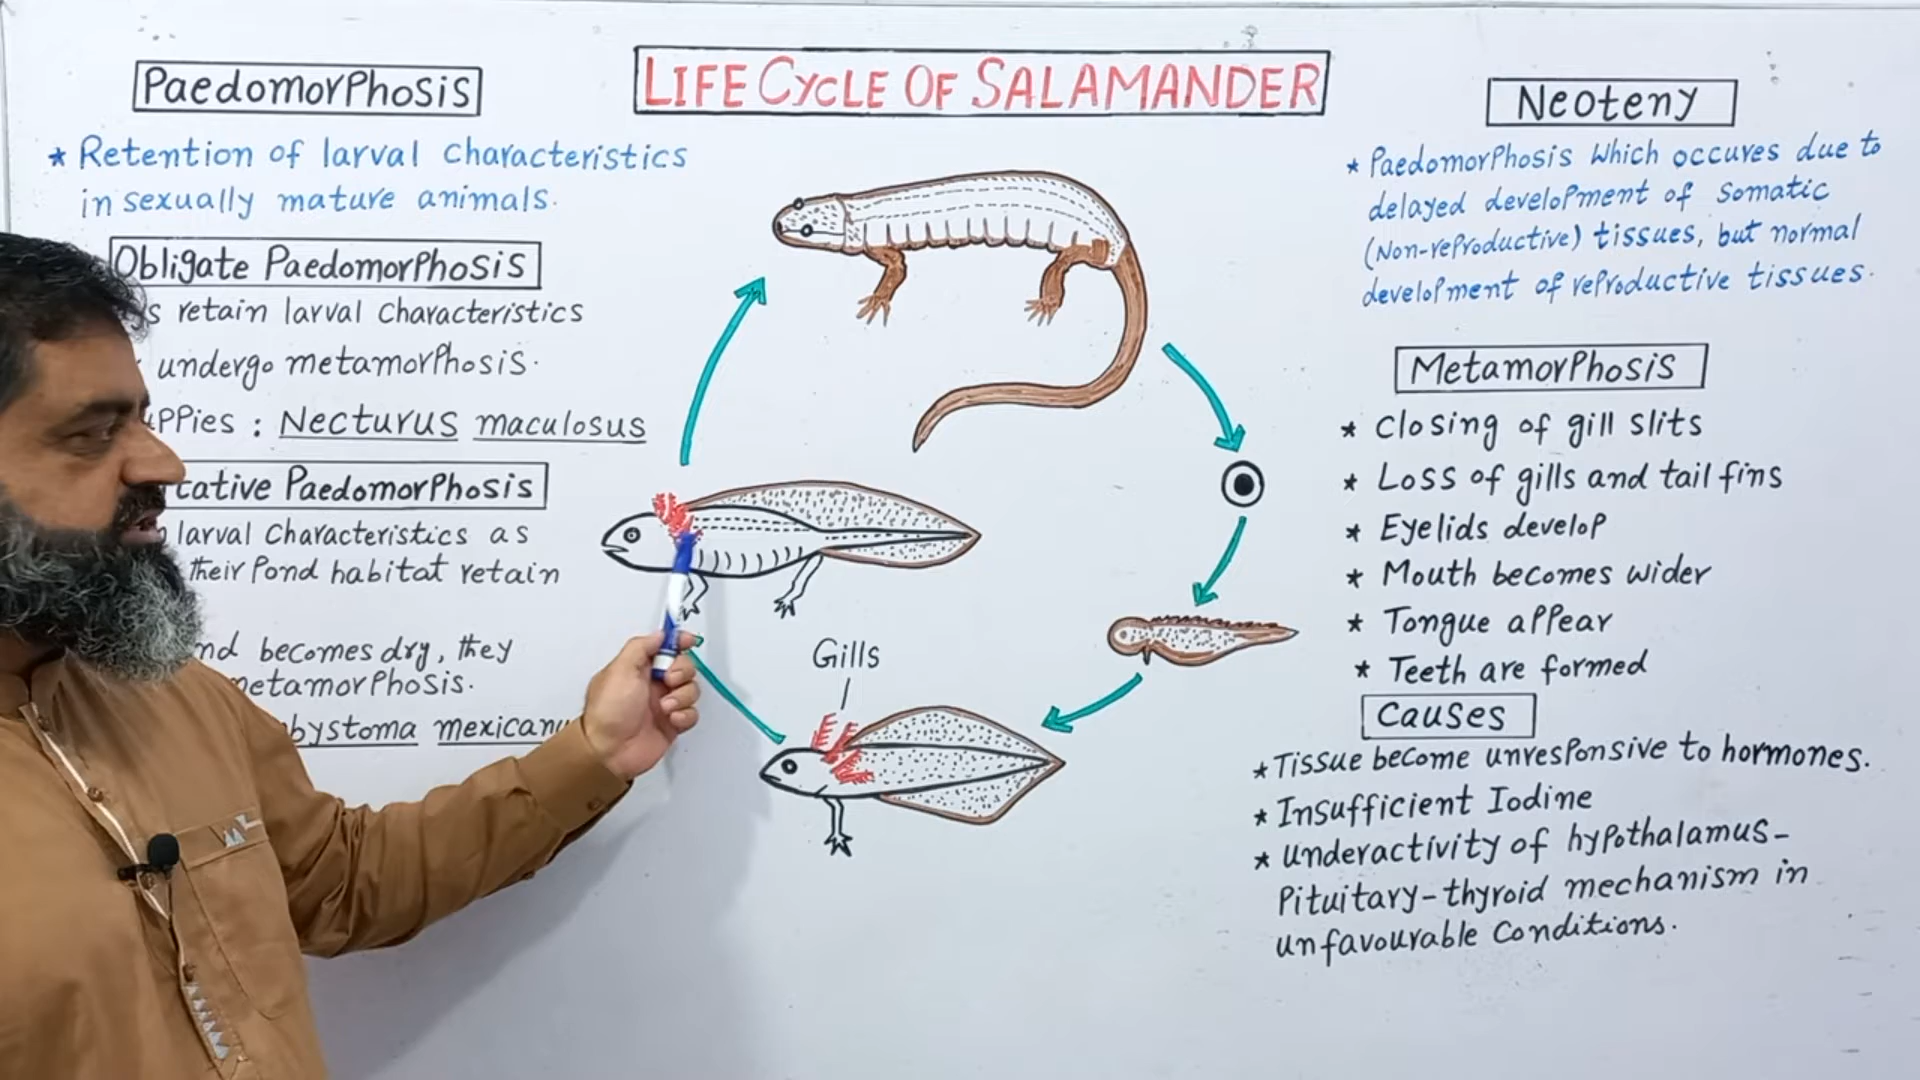 LIFE CYCLE OF SALAMANDER
Paedomorphosis
* Retention of larval characteristics
in sexually mature animals.
Obligate Paedomorphosis
retain larval characteristics
undergo metamorphosis.
: Necturus maculosus
Paedomorphosis
larval characteristics as
their Pond habitat retain
becomes dry, they
metamorphosis.
Gills
Neoteny
* Paedomorphosis which occures due to
delayed development of somatic
(Non-reproductive) tissues, but normal
development of reproductive tissues.
Metamorphosis
* Closing of gill slits
* Loss of gills and tail fins
* Eyelids develop
* Mouth becomes wider
* Tongue appear
* Teeth are formed
Causes
* Tissue become unresponsive to hormones.
* Insufficient Iodine
* Underactivity of hypothalamus-
Pituitary-thyroid mechanism in
unfavourable conditions.